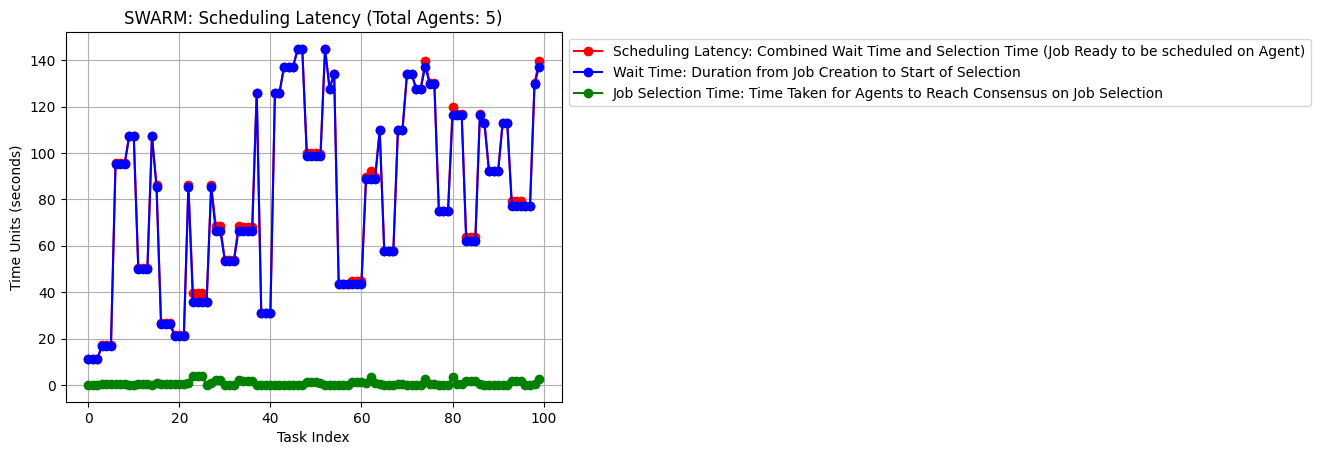 SWARM: Scheduling Latency (Total Agents: 5)
Scheduling Latency: Combined Wait Time and Selection Time (Job Ready to be scheduled on Agent)
Wait Time: Duration from Job Creation to Start of Selection
Job Selection Time: Time Taken for Agents to Reach Consensus on Job Selection
Time Units (seconds)
140
120
100
80
60
40
20
0
0 20 40 60 80 100
Task Index